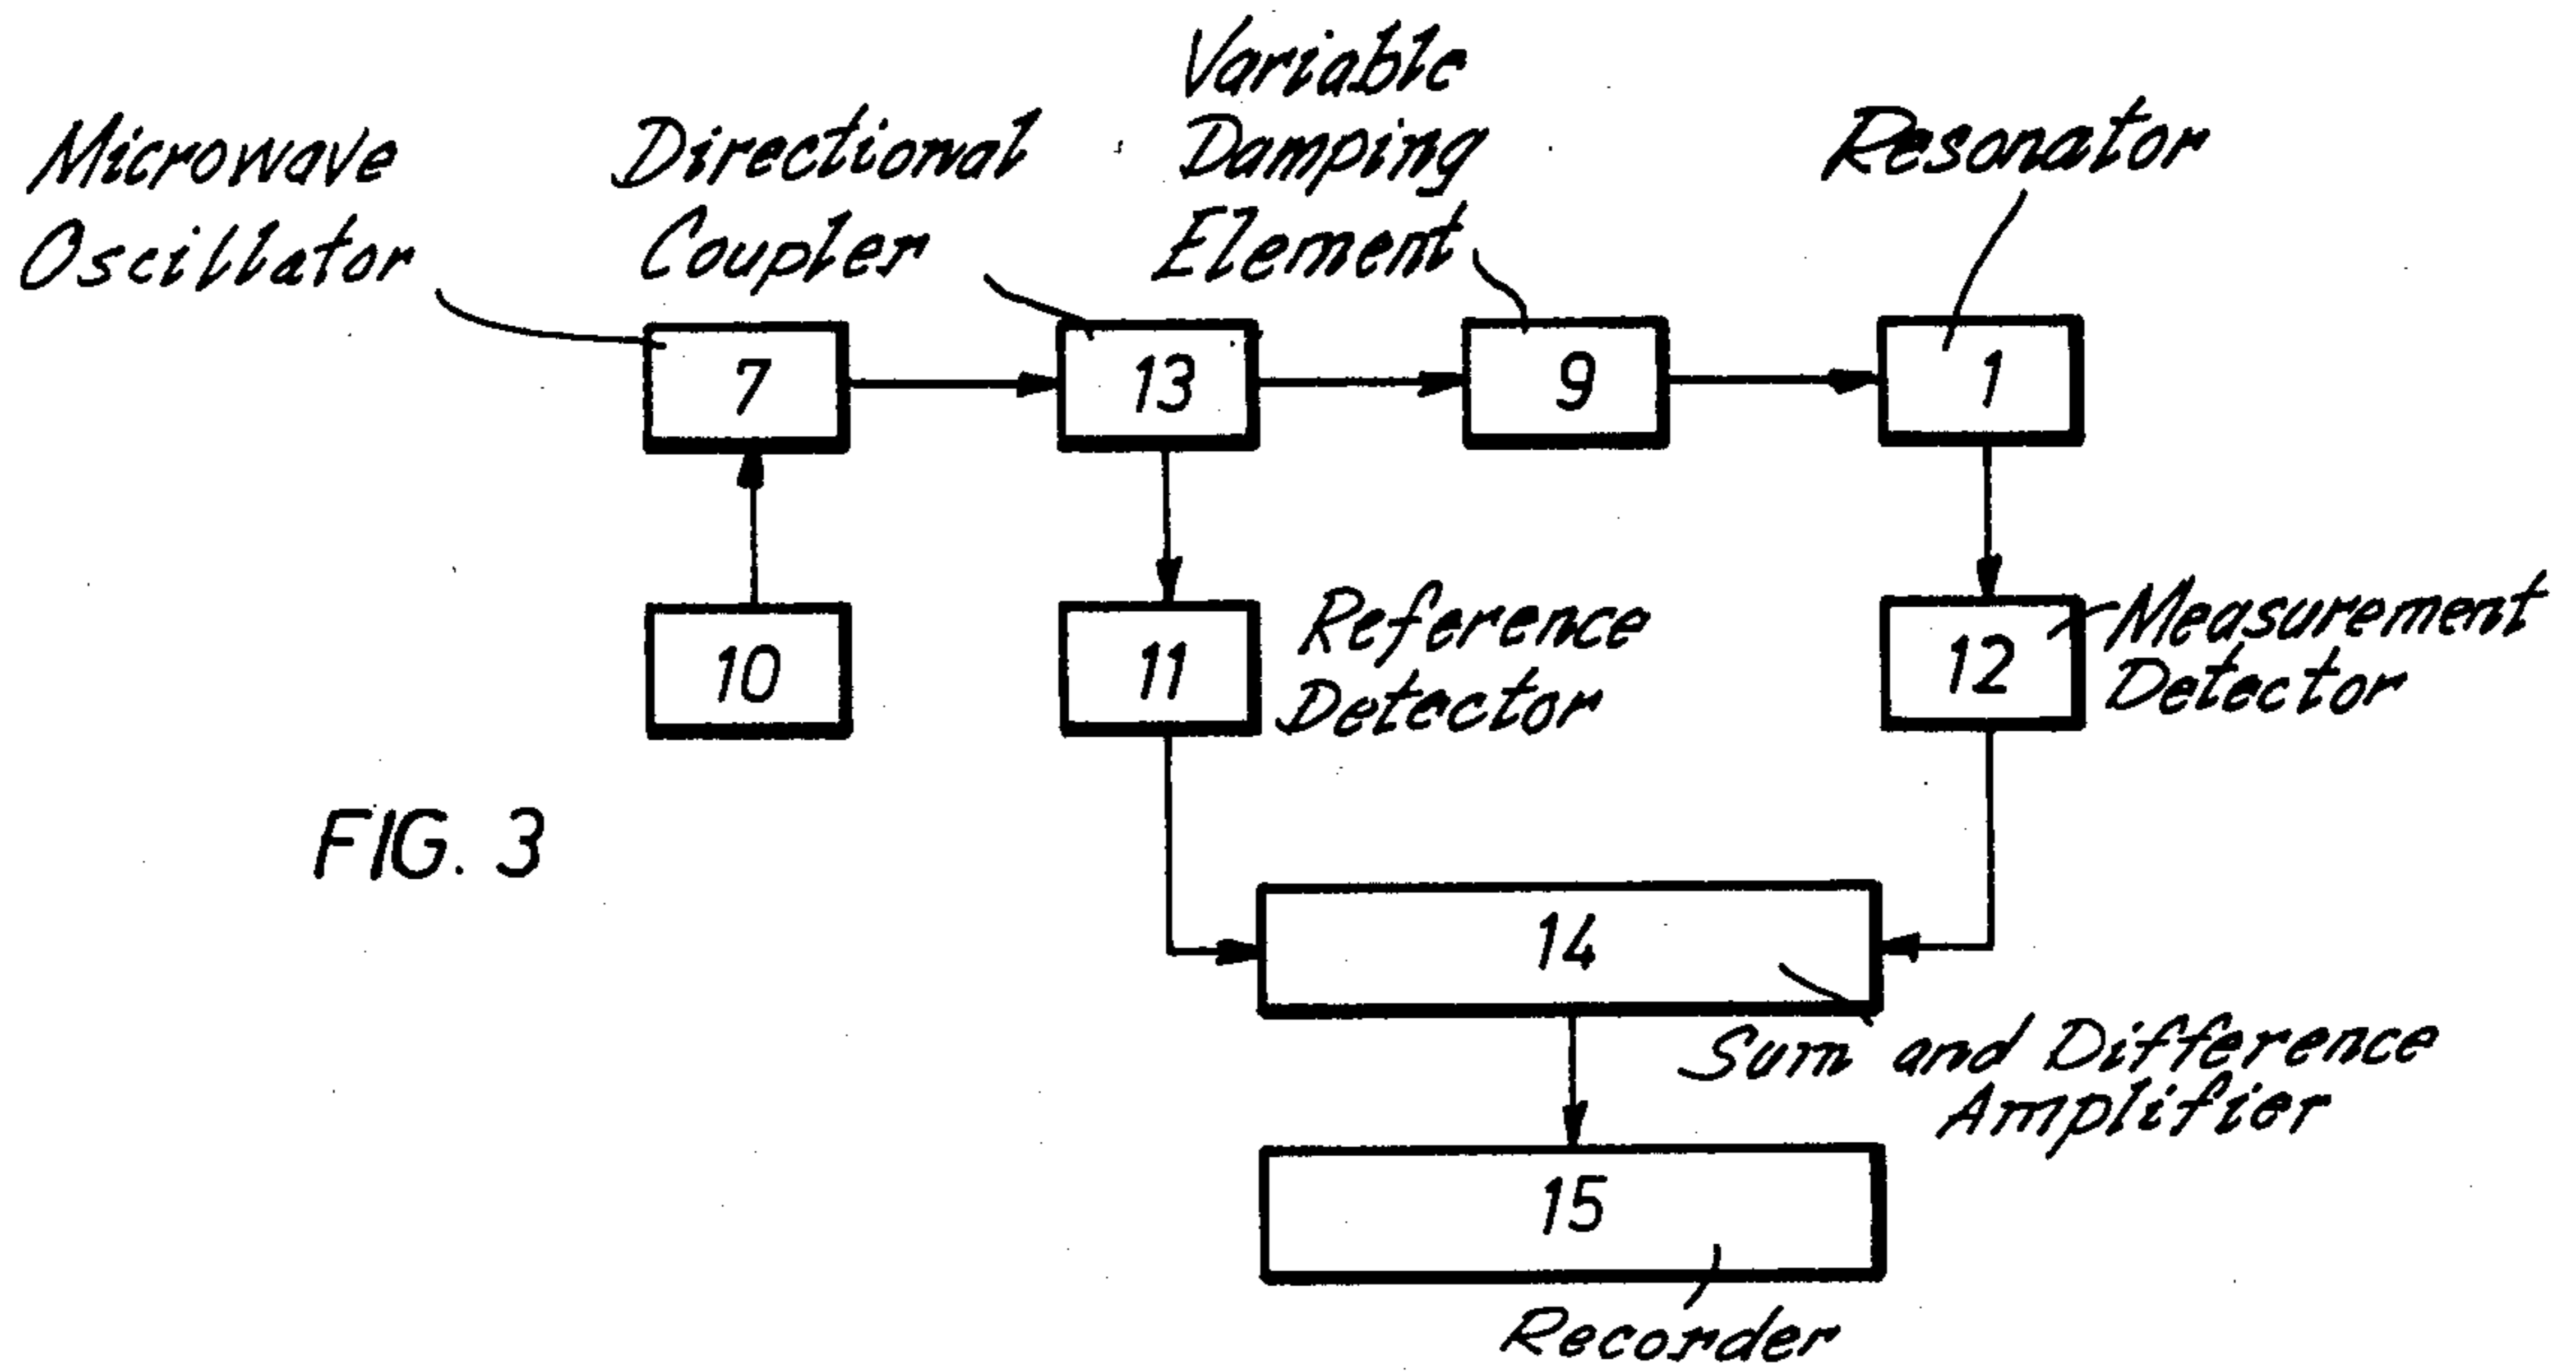 Microwave
Oscillator
Directional
Coupler
Variable
Damping
Element
Resonator
7
13
9
1
10
11
Reference
Detector
12
Measurement
Detector
FIG. 3
14
Sum and Difference
Amplifier
15
Recorder